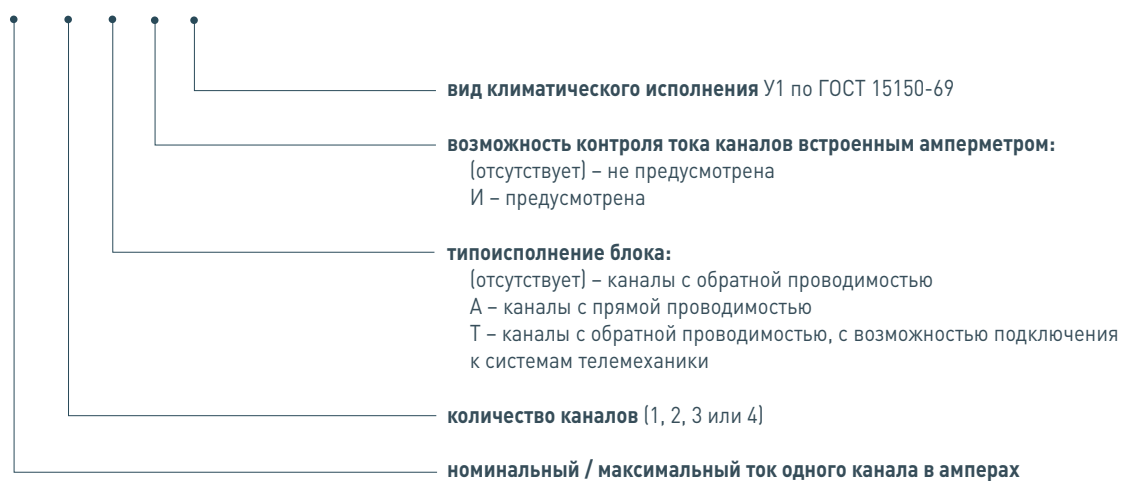 вид климатического исполнения У1 по ГОСТ 15150-69
возможность контроля тока каналов встроенным амперметром:
(отсутствует) – не предусмотрена
И – предусмотрена
типоисполнение блока:
(отсутствует) – каналы с обратной проводимостью
А – каналы с прямой проводимостью
Т – каналы с обратной проводимостью, с возможностью подключения
к системам телемеханики
количество каналов (1, 2, 3 или 4)
номинальный / максимальный ток одного канала в амперах